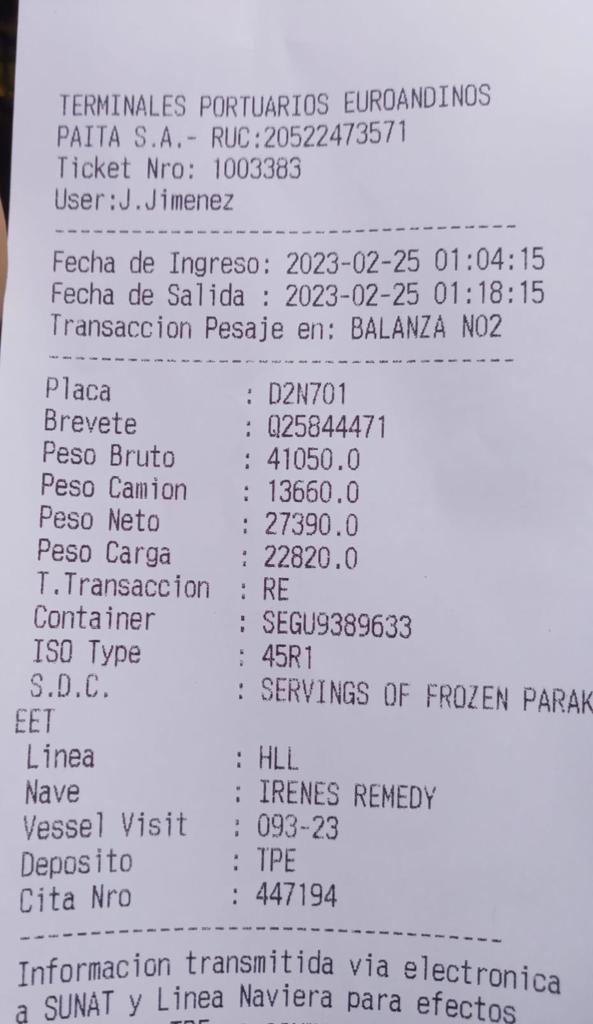 TERMINALES PORTUARIOS EUROANDINOS
PAITA S.A.- RUC:20522473571
Ticket Nro: 1003383
User:J.Jimenez
----------------------------------
Fecha de Ingreso: 2023-02-25 01:04:15
Fecha de Salida : 2023-02-25 01:18:15
Transaccion Pesaje en: BALANZA NO2
----------------------------------
Placa : D2N701
Brevete : Q25844471
Peso Bruto : 41050.0
Peso Camion : 13660.0
Peso Neto : 27390.0
Peso Carga : 22820.0
T.Transaccion : RE
Container : SEGU9389633
ISO Type : 45R1
S.D.C. : SERVINGS OF FROZEN PARAK
EET
Linea : HLL
Nave : IRENES REMEDY
Vessel Visit : 093-23
Deposito : TPE
Cita Nro : 447194
----------------------------------
Informacion transmitida via electronica
a SUNAT y Linea Naviera para efectos